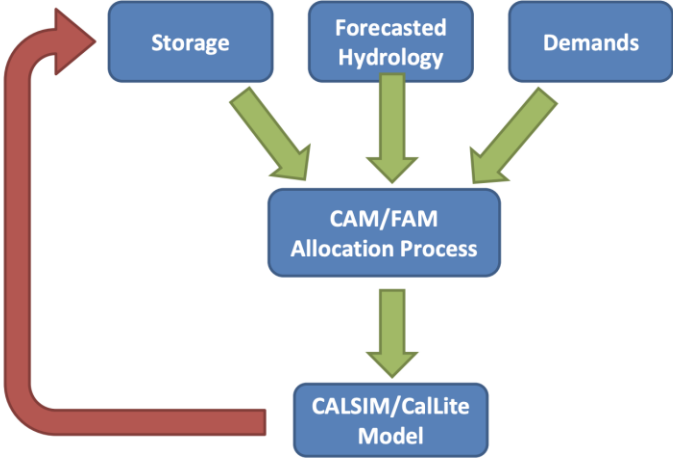 Storage
Forecasted
Hydrology
Demands
CAM/FAM
Allocation Process
CALSIM/CalLite
Model